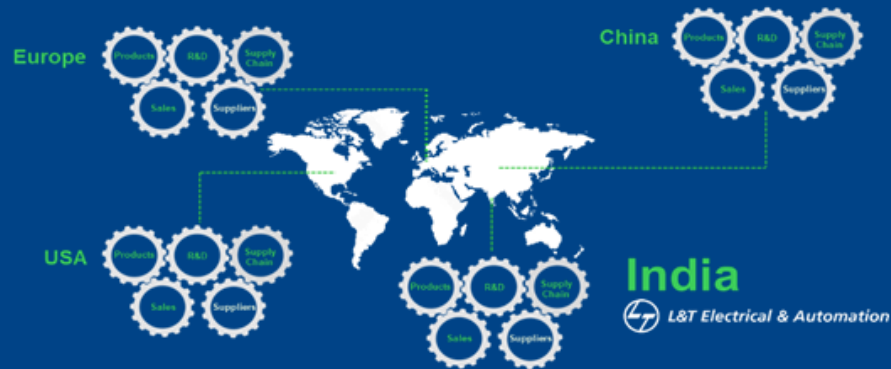 Europe
Products
R&D
Supply
Chain
Sales
Suppliers
China
Products
R&D
Supply
Chain
Sales
Suppliers
USA
Products
R&D
Supply
Chain
Sales
Suppliers
Products
R&D
Supply
Chain
Sales
Suppliers
India
L&T Electrical & Automation